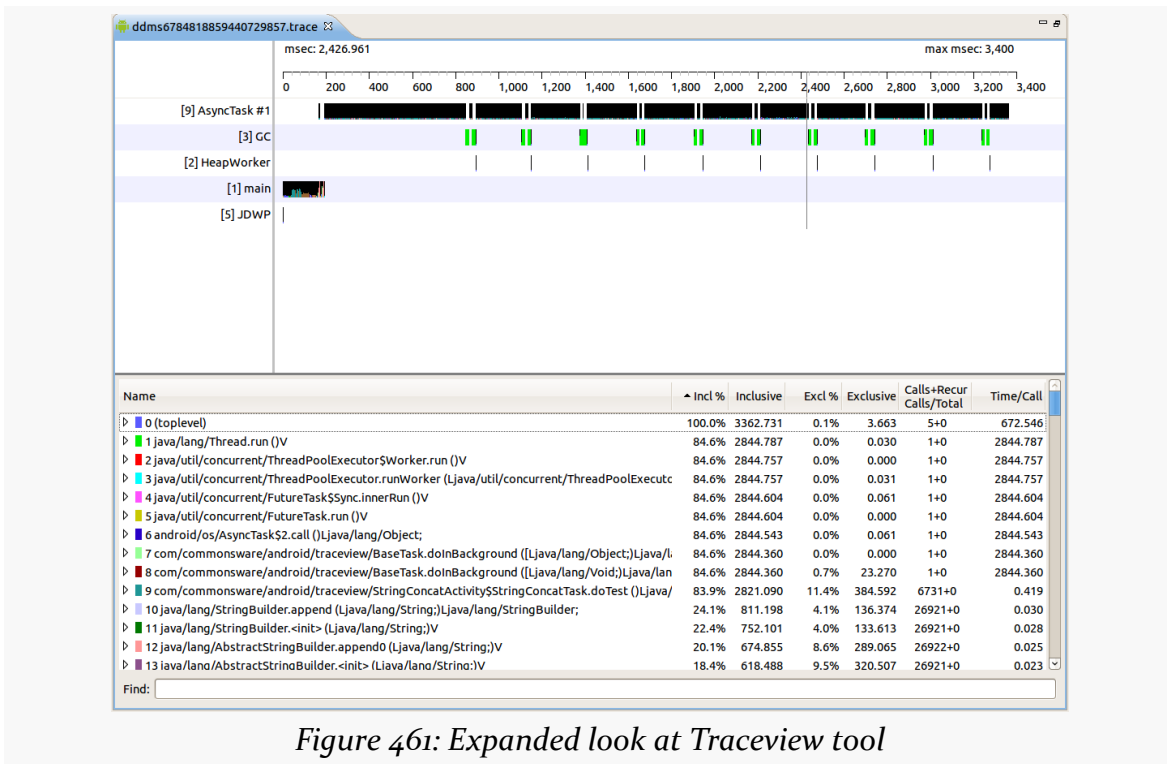 ddms6784818859440729857.trace
msec: 2,426.961 max msec: 3,400
0 200 400 600 800 1,000 1,200 1,400 1,600 1,800 2,000 2,200 2,400 2,600 2,800 3,000 3,200 3,400
[9] AsyncTask #1
[3] GC
[2] HeapWorker
[1] main
[5] JDWP
Name Incl % Inclusive Excl % Exclusive Calls+Recur Calls/Total Time/Call
0 (toplevel) 100.0% 3362.731 0.1% 3.663 5+0 672.546
1 java/lang/Thread.run ()V 84.6% 2844.787 0.0% 0.030 1+0 2844.787
2 java/util/concurrent/ThreadPoolExecutor$Worker.run ()V 84.6% 2844.757 0.0% 0.000 1+0 2844.757
3 java/util/concurrent/ThreadPoolExecutor.runWorker (Ljava/util/concurrent/ThreadPoolExecutc 84.6% 2844.757 0.0% 0.031 1+0 2844.757
4 java/util/concurrent/FutureTask$Sync.innerRun ()V 84.6% 2844.604 0.0% 0.061 1+0 2844.604
5 java/util/concurrent/FutureTask.run ()V 84.6% 2844.604 0.0% 0.000 1+0 2844.604
6 android/os/AsyncTask$2.call ()Ljava/lang/Object; 84.6% 2844.543 0.0% 0.061 1+0 2844.543
7 com/commonsware/android/traceview/BaseTask.doInBackground ([Ljava/lang/Object;)Ljava/l 84.6% 2844.360 0.0% 0.000 1+0 2844.360
8 com/commonsware/android/traceview/BaseTask.doInBackground ([Ljava/lang/Void;)Ljava/lan 84.6% 2844.360 0.7% 23.270 1+0 2844.360
9 com/commonsware/android/traceview/StringConcatActivity$StringConcatTask.doTest ()Ljava/ 83.9% 2821.090 11.4% 384.592 6731+0 0.419
10 java/lang/StringBuilder.append (Ljava/lang/String;)Ljava/lang/StringBuilder; 24.1% 811.198 4.1% 136.374 26921+0 0.030
11 java/lang/StringBuilder.<init> (Ljava/lang/String;)V 22.4% 752.101 4.0% 133.613 26921+0 0.028
12 java/lang/AbstractStringBuilder.append0 (Ljava/lang/String;)V 20.1% 674.855 8.6% 289.065 26922+0 0.025
13 java/lang/AbstractStringBuilder.<init> (Ljava/lang/String;)V 18.4% 618.488 9.5% 320.507 26921+0 0.023
Find:
Figure 461: Expanded look at Traceview tool